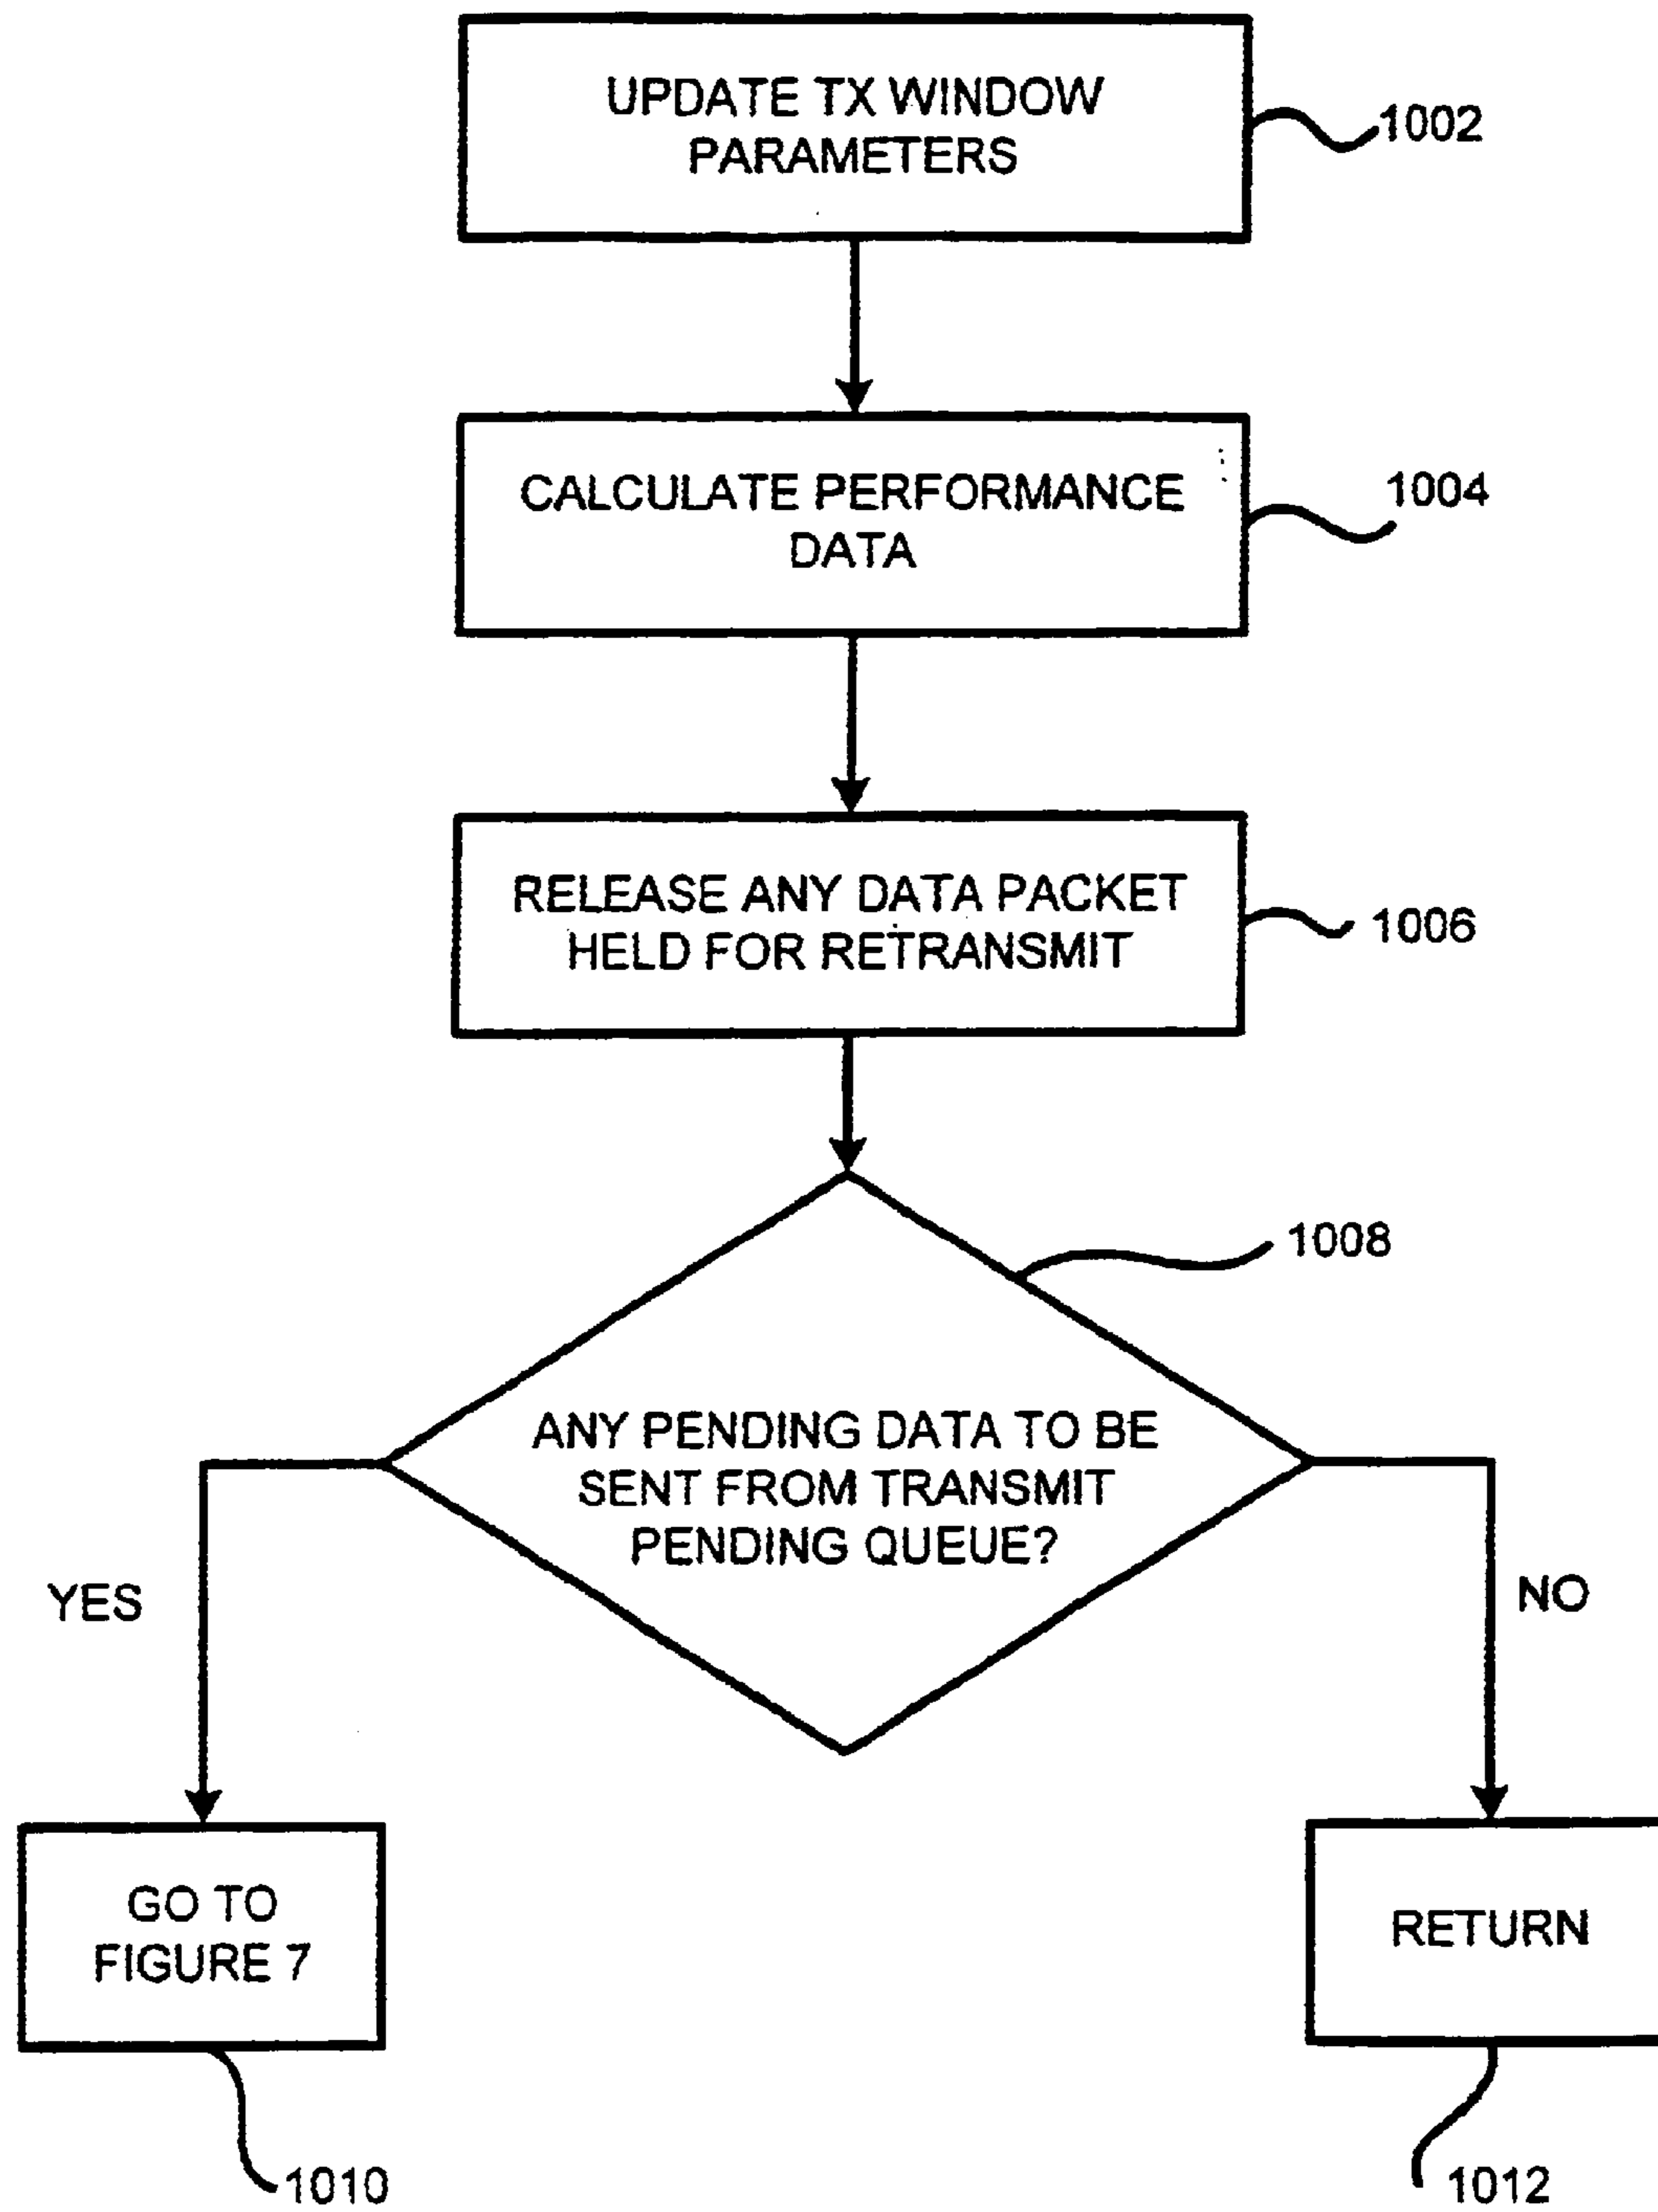 UPDATE TX WINDOW
PARAMETERS
1002
CALCULATE PERFORMANCE
DATA
1004
RELEASE ANY DATA PACKET
HELD FOR RETRANSMIT
1006
1008
ANY PENDING DATA TO BE
SENT FROM TRANSMIT
PENDING QUEUE?
YES
NO
GO TO
FIGURE 7
RETURN
1010
1012